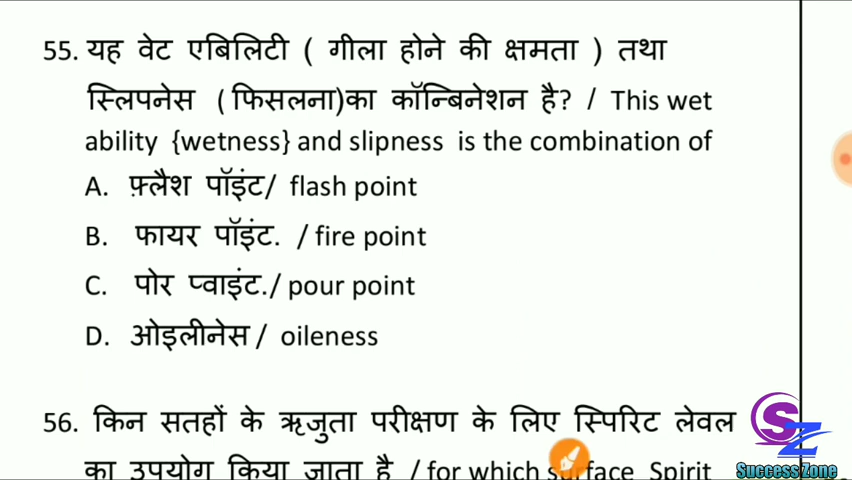 55. यह वेट एबिलिटी ( गीला होने की क्षमता ) तथा
स्लिपनेस ( फिसलना)का कॉम्बिनेशन है? / This wet
ability {wetness} and slipness is the combination of
A. फ़्लैश पॉइंट/ flash point
B. फायर पॉइंट. / fire point
C. पोर प्वाइंट./ pour point
D. ओइलीनेस / oileness
56. किन सतहों के ऋजुता परीक्षण के लिए स्पिरिट लेवल
का उपयोग किया जाता है / for which surface Spirit
SZ
Success Zone